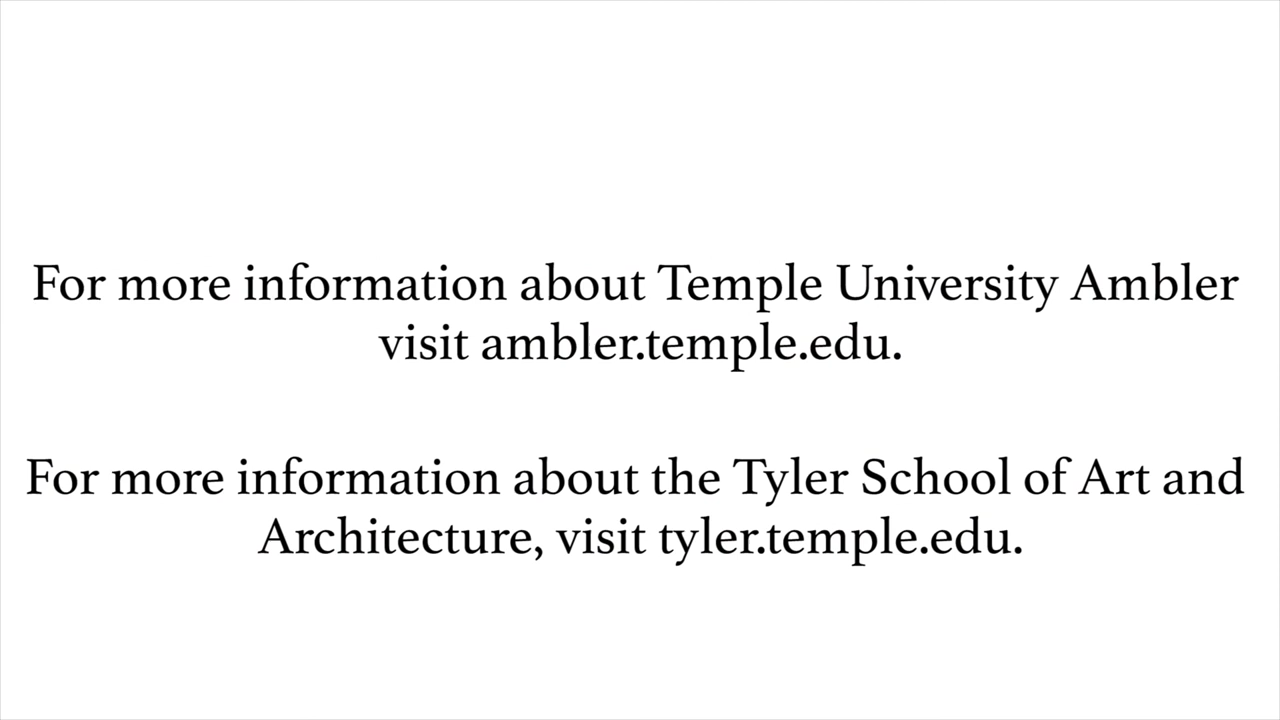 For more information about Temple University Ambler
visit ambler.temple.edu.
For more information about the Tyler School of Art and
Architecture, visit tyler.temple.edu.